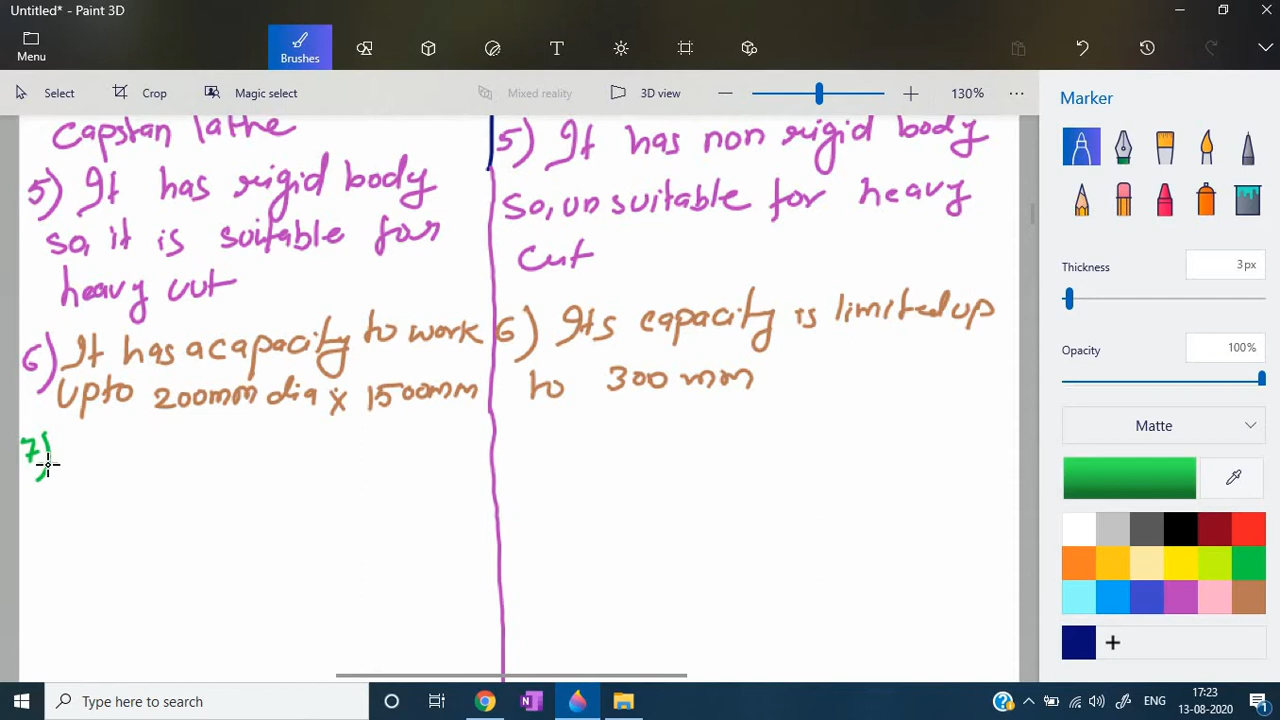 Untitled* - Paint 3D
Menu
Brushes
Select
Crop
Magic select
Mixed reality
3D view
130%
Marker
Capstan lathe
5) It has rigid body
so, it is suitable for
heavy cut
6) It has a capacity to work
upto 200mm dia x 1500mm
7)
5) It has non rigid body
So, unsuitable for heavy
Cut
6) Its capacity is limited up
to 300 mm
Thickness
3px
Opacity
100%
Matte
Type here to search
ENG
17:23
13-08-2020
1